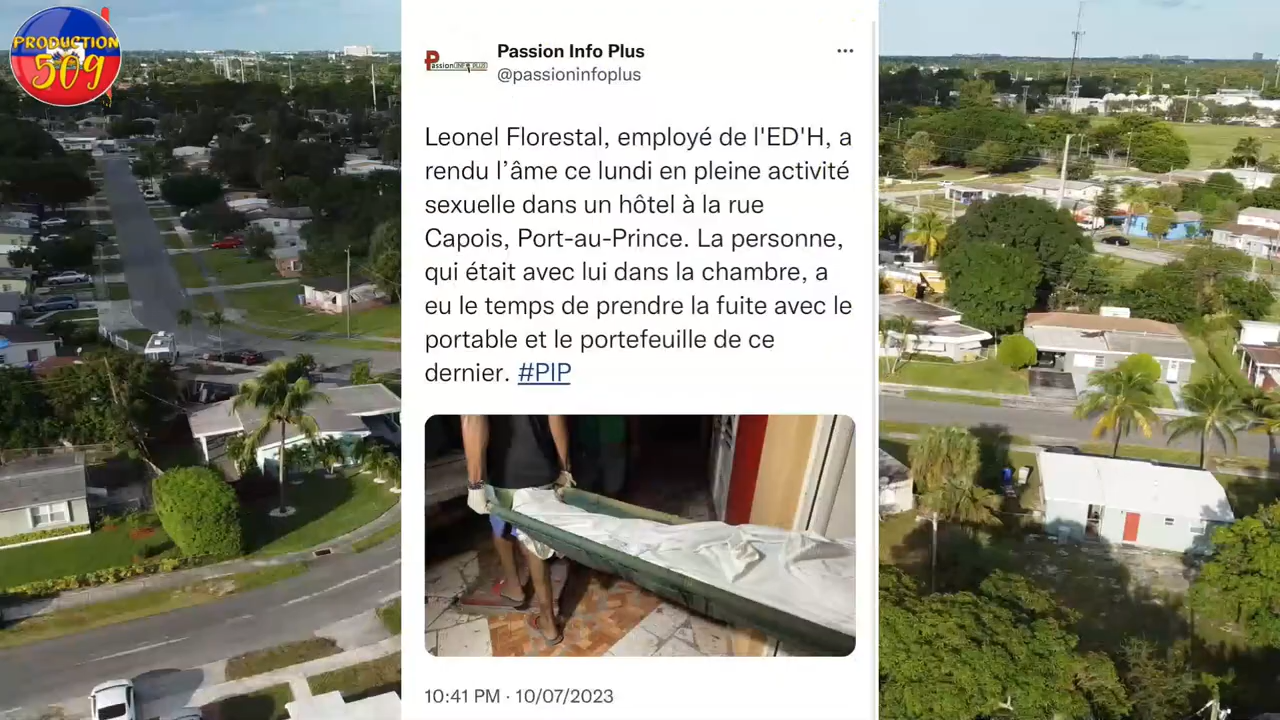 PRODUCTION
509
Passion Info Plus
@passioninfoplus
Passion INFO PLUS
Leonel Florestal, employé de l'ED'H, a
rendu l’âme ce lundi en pleine activité
sexuelle dans un hôtel à la rue
Capois, Port-au-Prince. La personne,
qui était avec lui dans la chambre, a
eu le temps de prendre la fuite avec le
portable et le portefeuille de ce
dernier. #PIP
10:41 PM · 10/07/2023